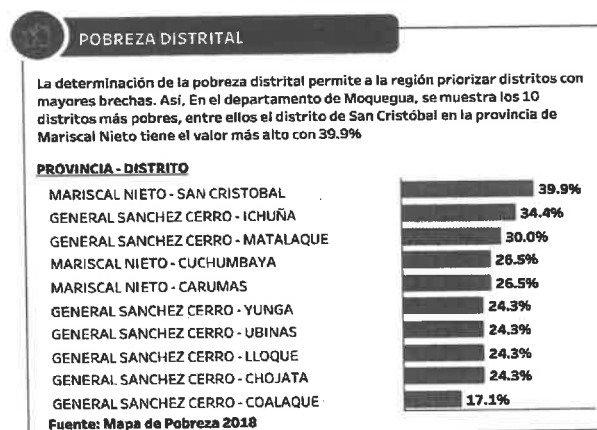 POBREZA DISTRITAL
La determinación de la pobreza distrital permite a la región priorizar distritos con
mayores brechas. Así, En el departamento de Moquegua, se muestra los 10
distritos más pobres, entre ellos el distrito de San Cristóbal en la provincia de
Mariscal Nieto tiene el valor más alto con 39.9%
PROVINCIA - DISTRITO
MARISCAL NIETO - SAN CRISTOBAL 39.9%
GENERAL SANCHEZ CERRO - ICHUÑA 34.4%
GENERAL SANCHEZ CERRO - MATALAQUE 30.0%
MARISCAL NIETO - CUCHUMBAYA 26.5%
MARISCAL NIETO - CARUMAS 26.5%
GENERAL SANCHEZ CERRO - YUNGA 24.3%
GENERAL SANCHEZ CERRO - UBINAS 24.3%
GENERAL SANCHEZ CERRO - LLOQUE 24.3%
GENERAL SANCHEZ CERRO - CHOJATA 24.3%
GENERAL SANCHEZ CERRO - COALAQUE 17.1%
Fuente: Mapa de Pobreza 2018